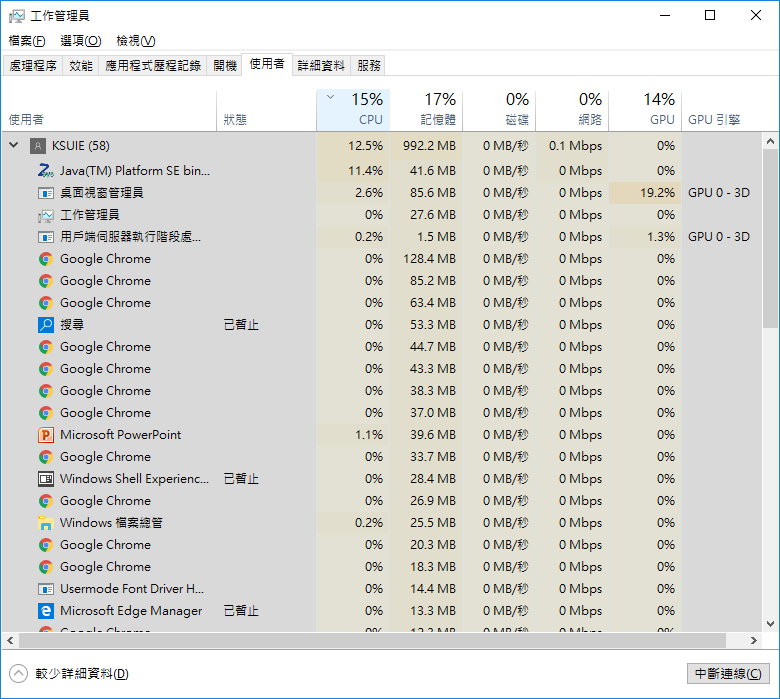 工作管理員
檔案(F) 選項(O) 檢視(V)
處理程序 效能 應用程式歷程記錄 開機 使用者 詳細資料 服務
15% 17% 0% 0% 14%
使用者 狀態 CPU 記憶體 磁碟 網路 GPU GPU 引擎
KSUIE (58) 12.5% 992.2 MB 0 MB/秒 0.1 Mbps 0%
Java(TM) Platform SE bin... 11.4% 41.6 MB 0 MB/秒 0 Mbps 0%
桌面視窗管理員 2.6% 85.6 MB 0 MB/秒 0 Mbps 19.2% GPU 0 - 3D
工作管理員 0% 27.6 MB 0 MB/秒 0 Mbps 0%
用戶端伺服器執行階段處... 0.2% 1.5 MB 0 MB/秒 0 Mbps 1.3% GPU 0 - 3D
Google Chrome 0% 128.4 MB 0 MB/秒 0 Mbps 0%
Google Chrome 0% 85.2 MB 0 MB/秒 0 Mbps 0%
Google Chrome 0% 63.4 MB 0 MB/秒 0 Mbps 0%
搜尋 已暫止 0% 53.3 MB 0 MB/秒 0 Mbps 0%
Google Chrome 0% 44.7 MB 0 MB/秒 0 Mbps 0%
Google Chrome 0% 43.3 MB 0 MB/秒 0 Mbps 0%
Google Chrome 0% 38.3 MB 0 MB/秒 0 Mbps 0%
Google Chrome 0% 37.0 MB 0 MB/秒 0 Mbps 0%
Microsoft PowerPoint 1.1% 39.6 MB 0 MB/秒 0 Mbps 0%
Google Chrome 0% 33.7 MB 0 MB/秒 0 Mbps 0%
Windows Shell Experienc... 已暫止 0% 28.4 MB 0 MB/秒 0 Mbps 0%
Google Chrome 0% 26.9 MB 0 MB/秒 0 Mbps 0%
Windows 檔案總管 0.2% 25.5 MB 0 MB/秒 0 Mbps 0%
Google Chrome 0% 20.3 MB 0 MB/秒 0 Mbps 0%
Google Chrome 0% 18.3 MB 0 MB/秒 0 Mbps 0%
Usermode Font Driver H... 0% 14.4 MB 0 MB/秒 0 Mbps 0%
Microsoft Edge Manager 已暫止 0% 13.3 MB 0 MB/秒 0 Mbps 0%
較少詳細資料(D) 中斷連線(C)